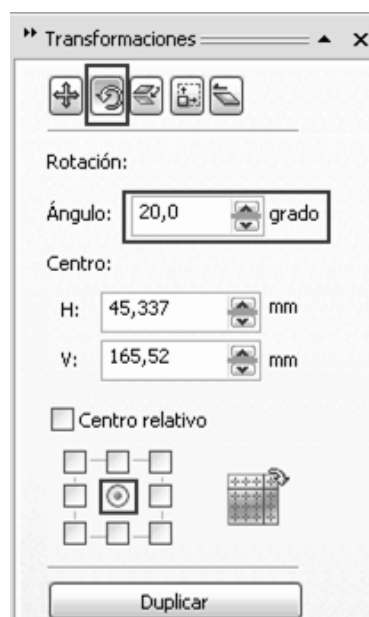 Transformaciones
Rotación:
Ángulo: 20,0 grado
Centro:
H: 45,337 mm
V: 165,52 mm
Centro relativo
Duplicar